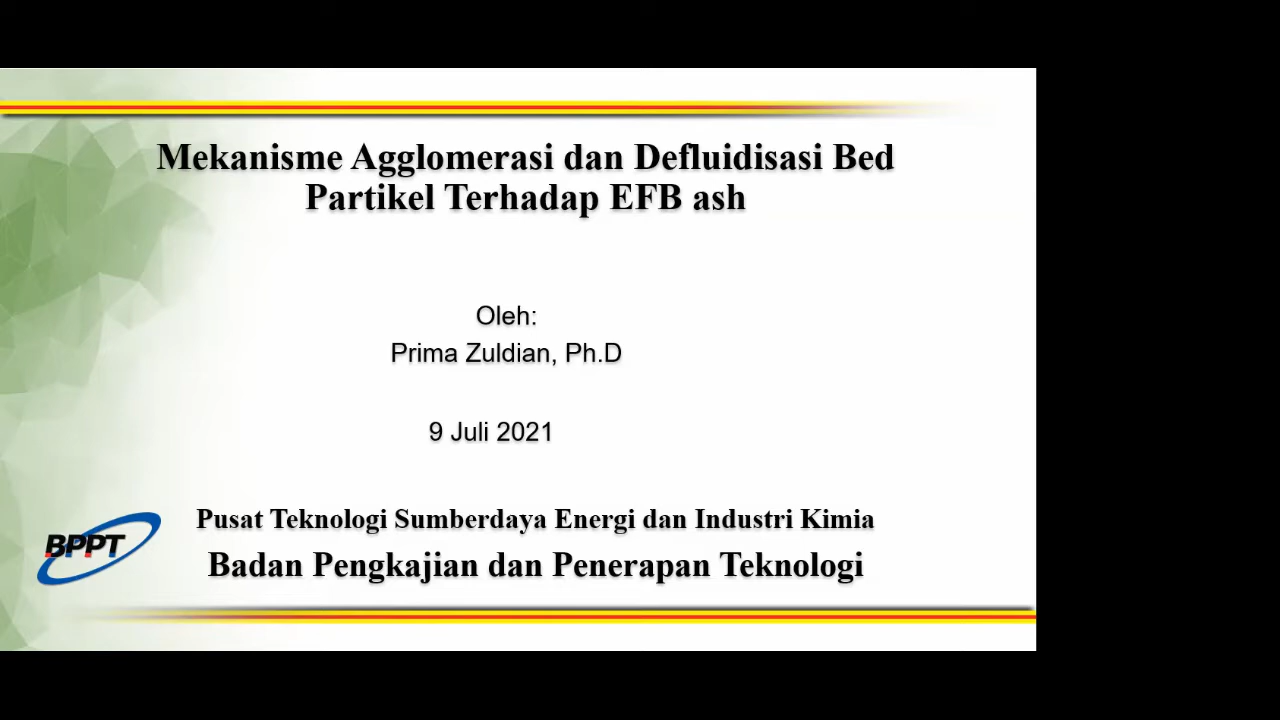 Mekanisme Agglomerasi dan Defluidisasi Bed
Partikel Terhadap EFB ash
Oleh:
Prima Zuldian, Ph.D
9 Juli 2021
Pusat Teknologi Sumberdaya Energi dan Industri Kimia
BPPT
Badan Pengkajian dan Penerapan Teknologi